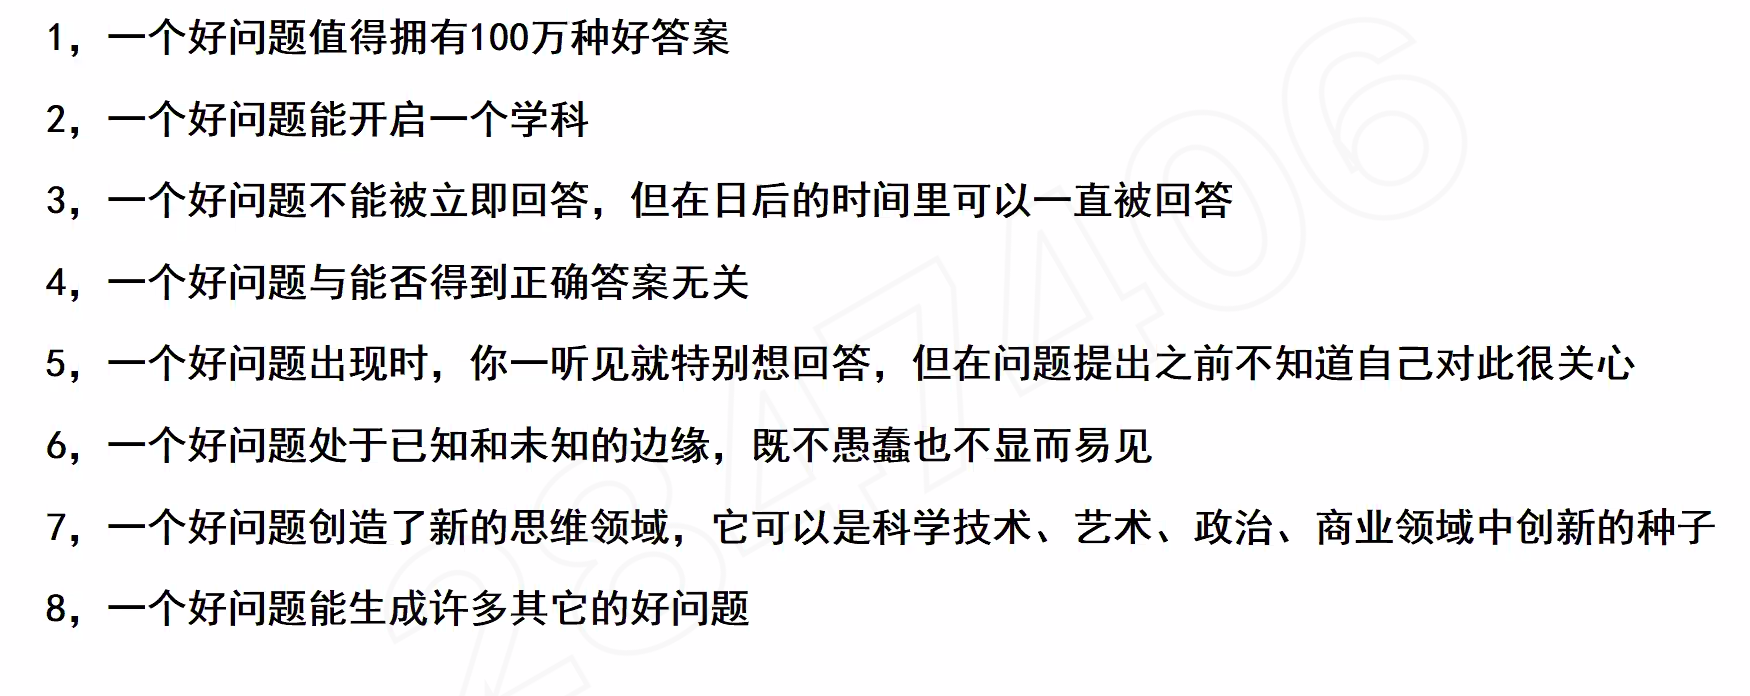 1，一个好问题值得拥有100万种好答案
2，一个好问题能开启一个学科
3，一个好问题不能被立即回答，但在日后的时间里可以一直被回答
4，一个好问题与能否得到正确答案无关
5，一个好问题出现时，你一听见就特别想回答，但在问题提出之前不知道自己对此很关心
6，一个好问题处于已知和未知的边缘，既不愚蠢也不显而易见
7，一个好问题创造了新的思维领域，它可以是科学技术、艺术、政治、商业领域中创新的种子
8，一个好问题能生成许多其它的好问题
2847406